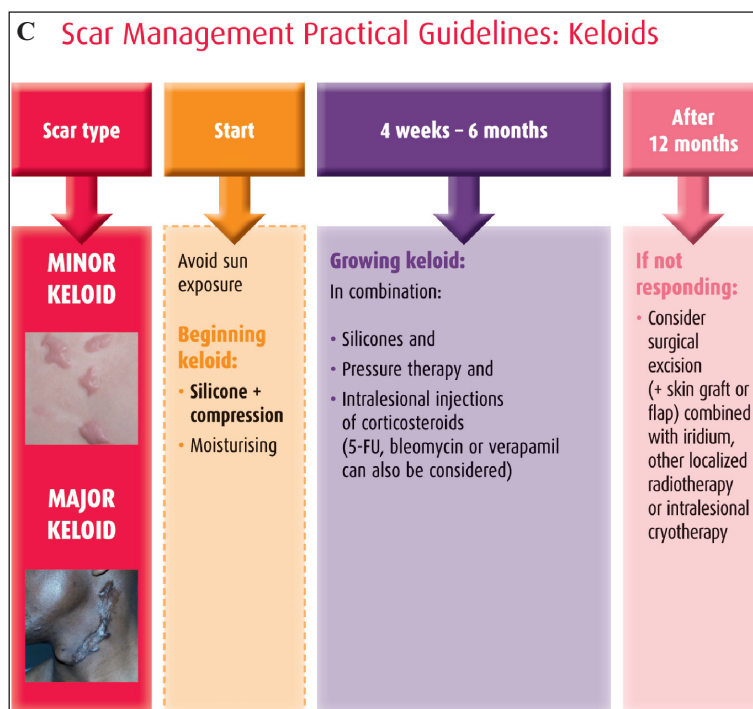 C Scar Management Practical Guidelines: Keloids
Scar type
Start
4 weeks – 6 months
After
12 months
MINOR
KELOID
MAJOR
KELOID
Avoid sun
exposure
Beginning
keloid:
• Silicone +
compression
• Moisturising
Growing keloid:
In combination:
• Silicones and
• Pressure therapy and
• Intralesional injections
of corticosteroids
(5-FU, bleomycin or verapamil
can also be considered)
If not
responding:
• Consider
surgical
excision
(+ skin graft or
flap) combined
with iridium,
other localized
radiotherapy
or intralesional
cryotherapy